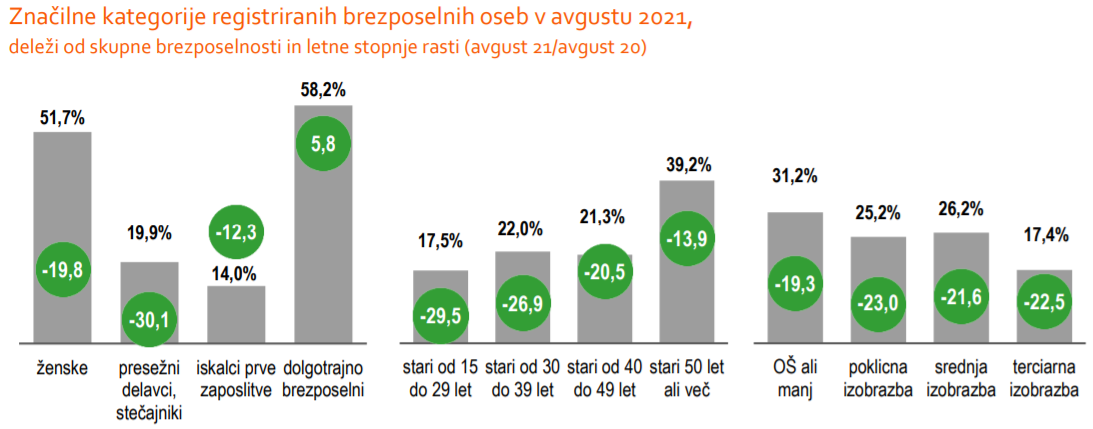 Značilne kategorije registriranih brezposelnih oseb v avgustu 2021,
deleži od skupne brezposelnosti in letne stopnje rasti (avgust 21/avgust 20)
51,7%
-19,8
ženske
19,9%
-30,1
presežni
delavci,
stečajniki
-12,3
14,0%
iskalci prve
zaposlitve
58,2%
5,8
dolgotrajno
brezposelni
17,5%
-29,5
stari od 15
do 29 let
22,0%
-26,9
stari od 30
do 39 let
21,3%
-20,5
stari od 40
do 49 let
39,2%
-13,9
stari 50 let
ali več
31,2%
-19,3
OŠ ali
manj
25,2%
-23,0
poklicna
izobrazba
26,2%
-21,6
srednja
izobrazba
17,4%
-22,5
terciarna
izobrazba